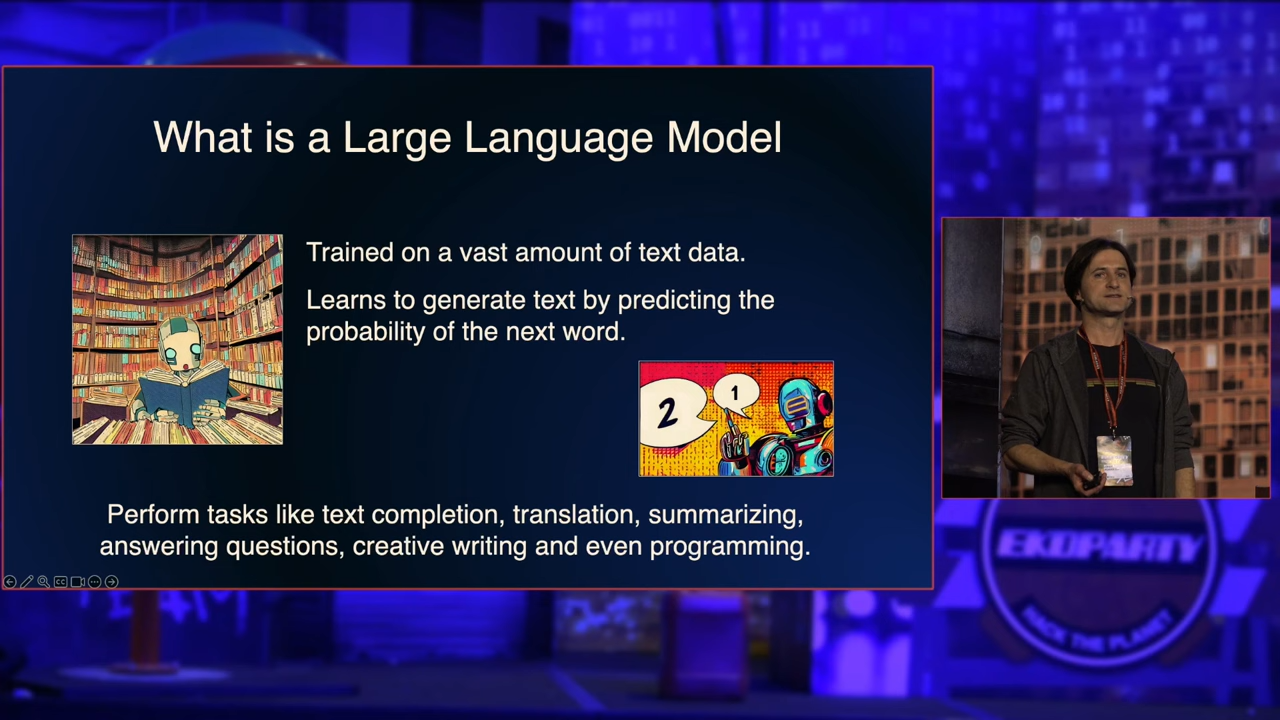 What is a Large Language Model
Trained on a vast amount of text data.
Learns to generate text by predicting the
probability of the next word.
2
1
Perform tasks like text completion, translation, summarizing,
answering questions, creative writing and even programming.
EKOPARTY
HACK THE PLANET